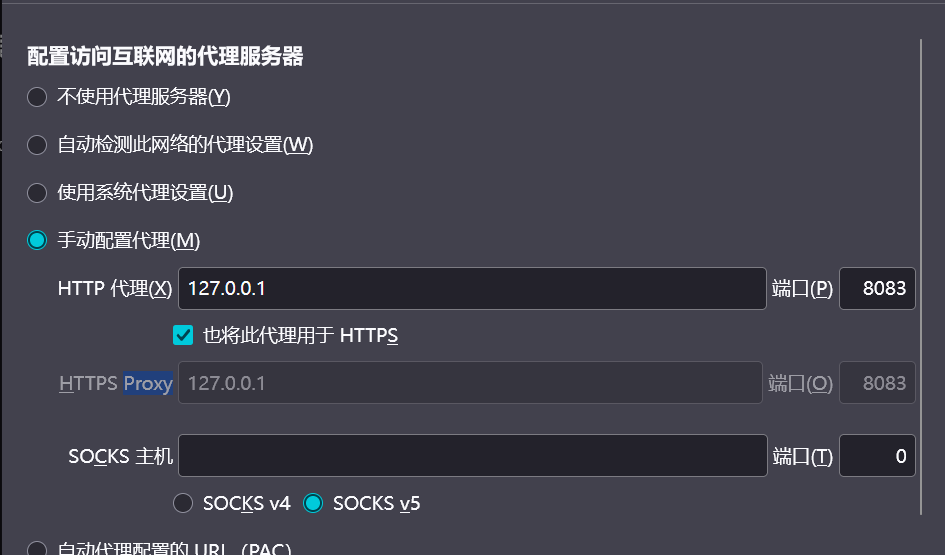 配置访问互联网的代理服务器
不使用代理服务器(Y)
自动检测此网络的代理设置(W)
使用系统代理设置(U)
手动配置代理(M)
HTTP 代理(X) 127.0.0.1 端口(P) 8083
也将此代理用于 HTTPS
HTTPS Proxy 127.0.0.1 端口(O) 8083
SOCKS 主机 端口(T) 0
SOCKS v4 SOCKS v5
自动代理配置的 URL（PAC）